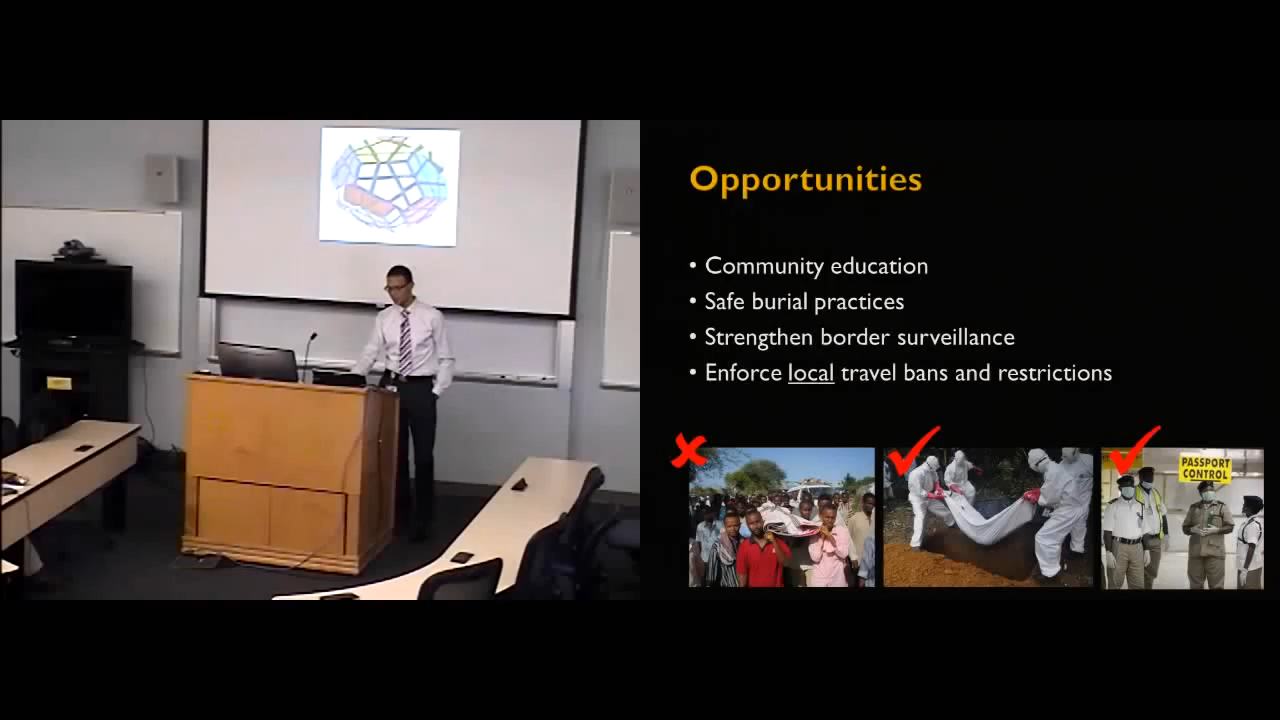 Opportunities
• Community education
• Safe burial practices
• Strengthen border surveillance
• Enforce local travel bans and restrictions
PASSPORT
CONTROL